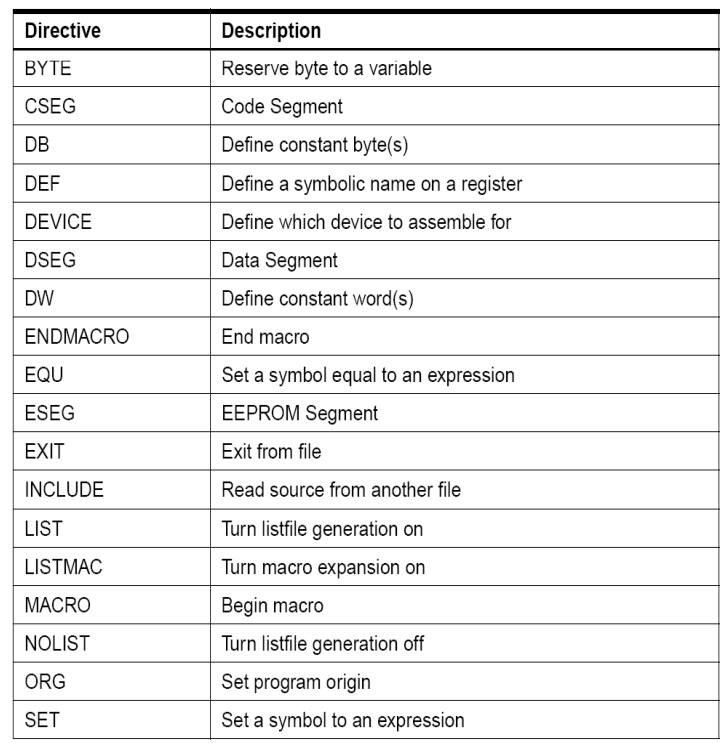 Directive Description
BYTE Reserve byte to a variable
CSEG Code Segment
DB Define constant byte(s)
DEF Define a symbolic name on a register
DEVICE Define which device to assemble for
DSEG Data Segment
DW Define constant word(s)
ENDMACRO End macro
EQU Set a symbol equal to an expression
ESEG EEPROM Segment
EXIT Exit from file
INCLUDE Read source from another file
LIST Turn listfile generation on
LISTMAC Turn macro expansion on
MACRO Begin macro
NOLIST Turn listfile generation off
ORG Set program origin
SET Set a symbol to an expression